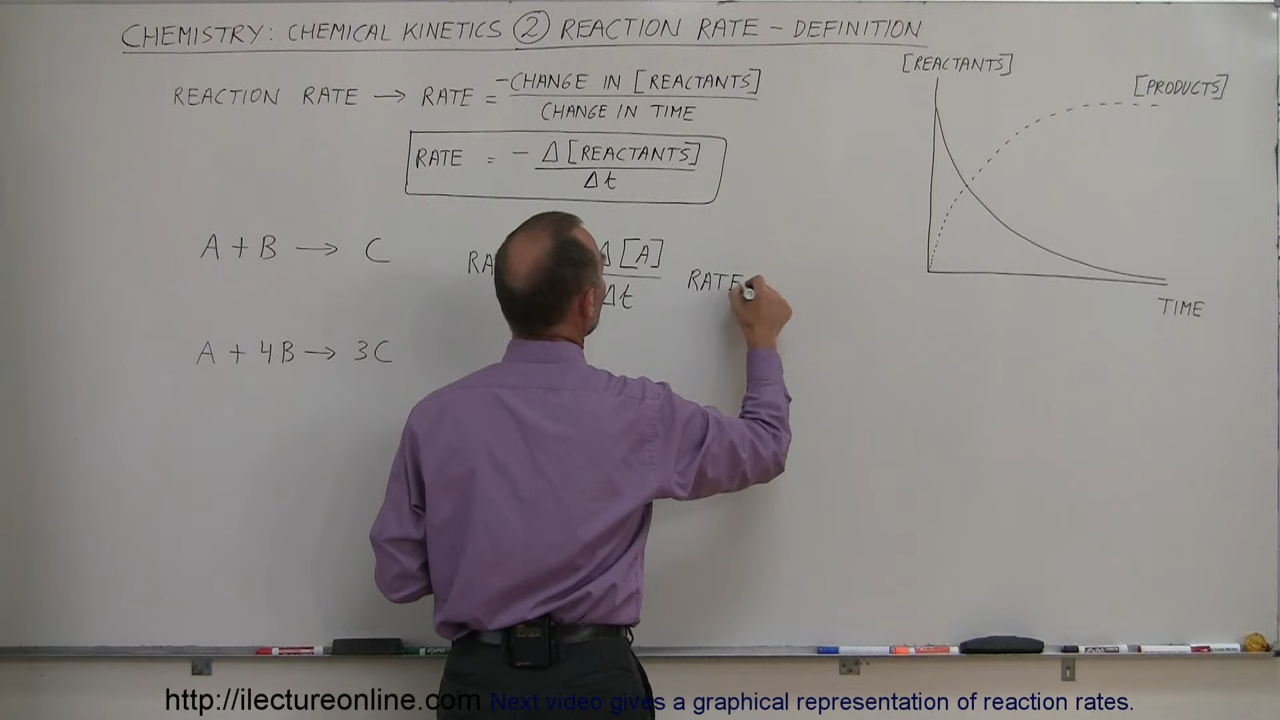 CHEMISTRY: CHEMICAL KINETICS ② REACTION RATE – DEFINITION
REACTION RATE → RATE = -CHANGE IN [REACTANTS]
CHANGE IN TIME
RATE = - Δ[REACTANTS]
Δt
A + B → C
RA
Δ[A]
Δt
RATE
A + 4B → 3C
[REACTANTS]
[PRODUCTS]
TIME
http://ilectureonline.com Next video gives a graphical representation of reaction rates.